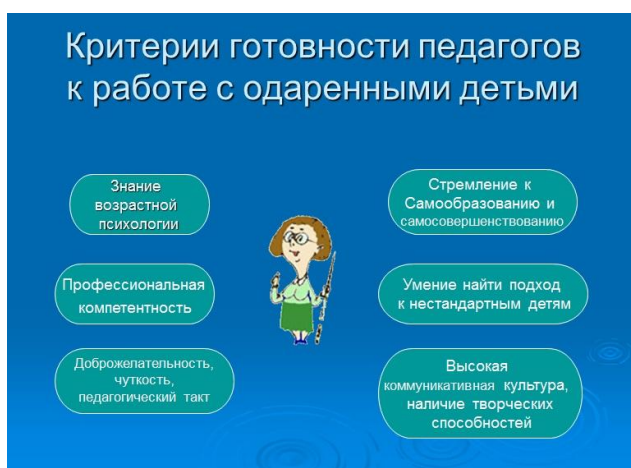 Критерии готовности педагогов
к работе с одаренными детьми
Знание
возрастной
психологии
Профессиональная
компетентность
Доброжелательность,
чуткость,
педагогический такт
Стремление к
Самообразованию и
самосовершенствованию
Умение найти подход
к нестандартным детям
Высокая
коммуникативная культура,
наличие творческих
способностей